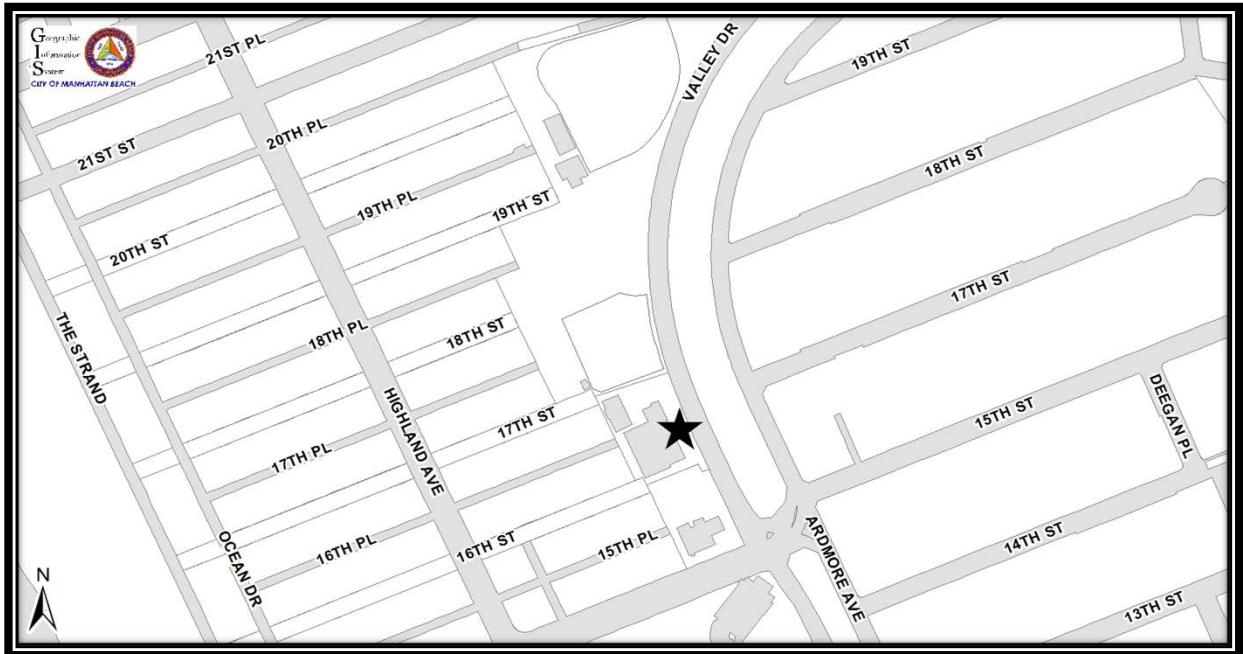 Geographic
Information
System
CITY OF MANHATTAN BEACH
21ST PL
VALLEY DR
19TH ST
21ST ST
20TH PL
18TH ST
19TH PL
19TH ST
20TH ST
17TH ST
THE STRAND
18TH PL
18TH ST
HIGHLAND AVE
DEEGAN PL
17TH ST
15TH ST
17TH PL
OCEAN DR
16TH PL
16TH ST
15TH PL
ARDMORE AVE
14TH ST
13TH ST
N